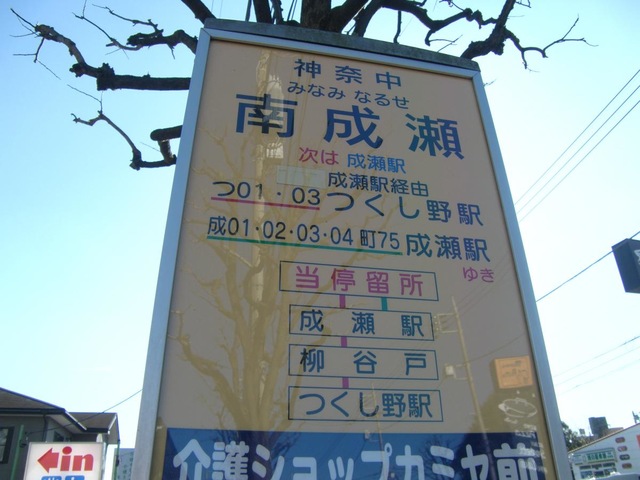 神奈中
みなみ なるせ
南成瀬
次は 成瀬駅
成瀬駅経由
つ01・03つくし野駅
成01・02・03・04 町75成瀬駅
ゆき
当停留所
成瀬駅
柳谷戸
つくし野駅
介護ショップカミヤ前
in